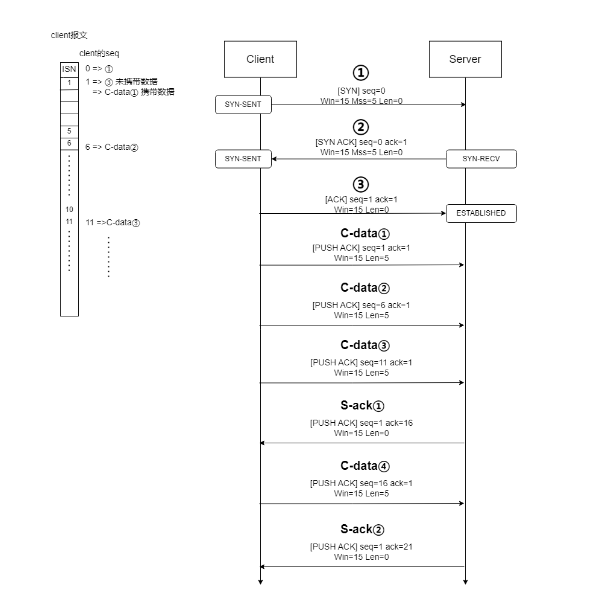 client报文
clent的seq
ISN
0 => ①
1
1 => ③ 未携带数据
=> C-data① 携带数据
5
6
6 => C-data②
10
11
11 =>C-data③
Client
Server
①
[SYN] seq=0
Win=15 Mss=5 Len=0
SYN-SENT
②
[SYN ACK] seq=0 ack=1
Win=15 Mss=5 Len=0
SYN-SENT
SYN-RECV
③
[ACK] seq=1 ack=1
Win=15 Len=0
ESTABLISHED
C-data①
[PUSH ACK] seq=1 ack=1
Win=15 Len=5
C-data②
[PUSH ACK] seq=6 ack=1
Win=15 Len=5
C-data③
[PUSH ACK] seq=11 ack=1
Win=15 Len=5
S-ack①
[PUSH ACK] seq=1 ack=16
Win=15 Len=0
C-data④
[PUSH ACK] seq=16 ack=1
Win=15 Len=5
S-ack②
[PUSH ACK] seq=1 ack=21
Win=15 Len=0